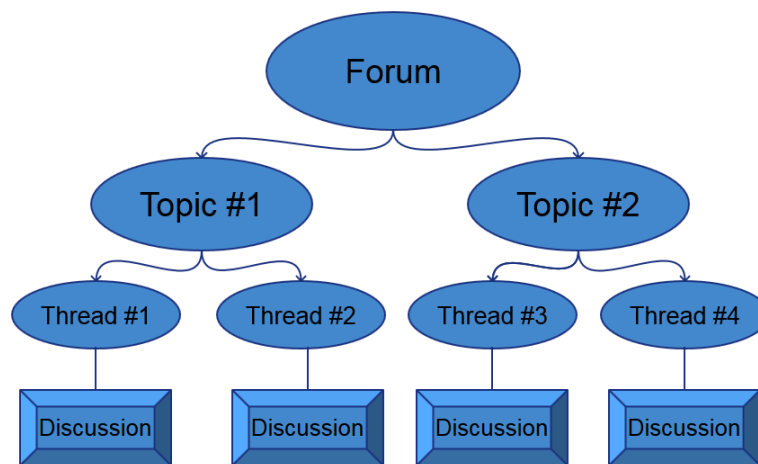 Forum
Topic #1
Topic #2
Thread #1
Thread #2
Thread #3
Thread #4
Discussion
Discussion
Discussion
Discussion